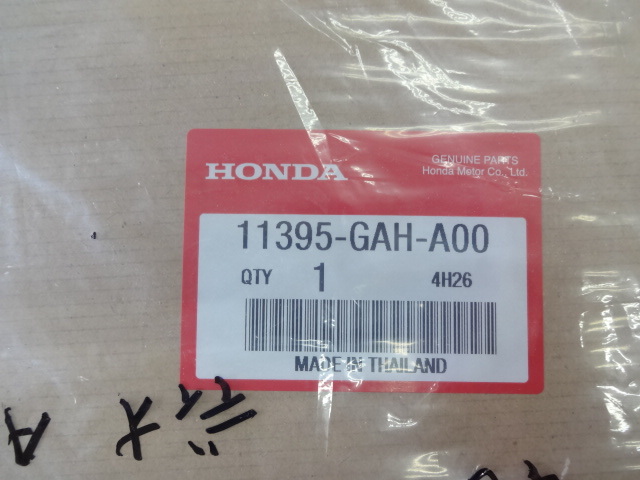 HONDA
GENUINE PARTS
Honda Motor Co., Ltd.
11395-GAH-A00
QTY 1 4H26
MADE IN THAILAND